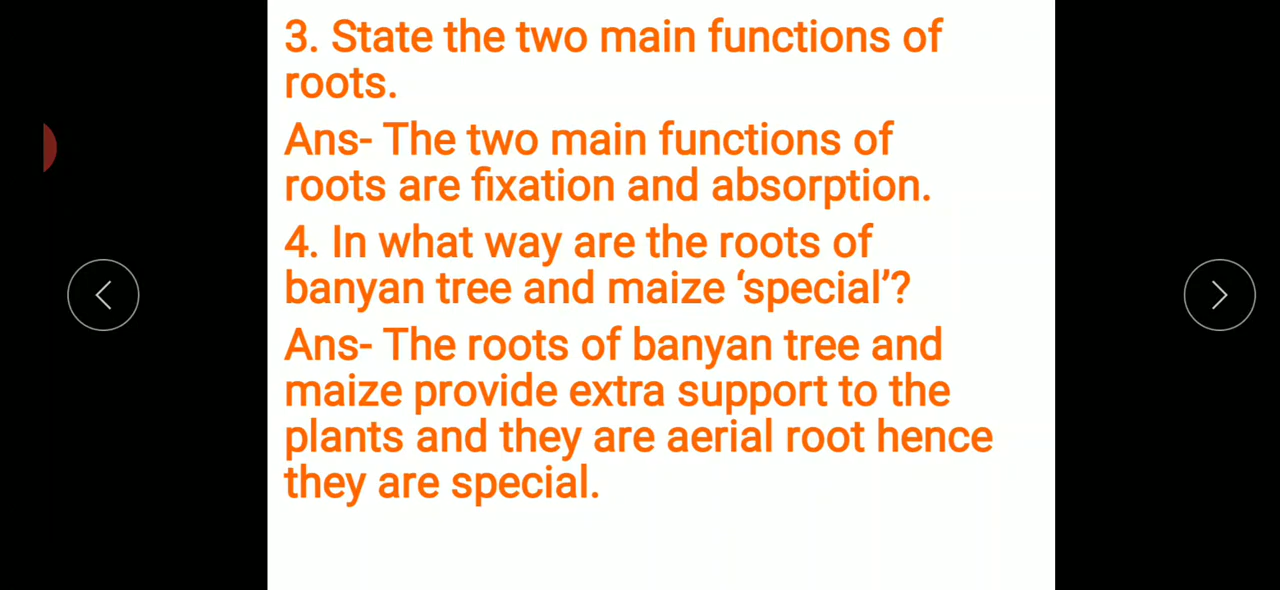 3. State the two main functions of
roots.
Ans- The two main functions of
roots are fixation and absorption.
4. In what way are the roots of
banyan tree and maize ‘special’?
Ans- The roots of banyan tree and
maize provide extra support to the
plants and they are aerial root hence
they are special.